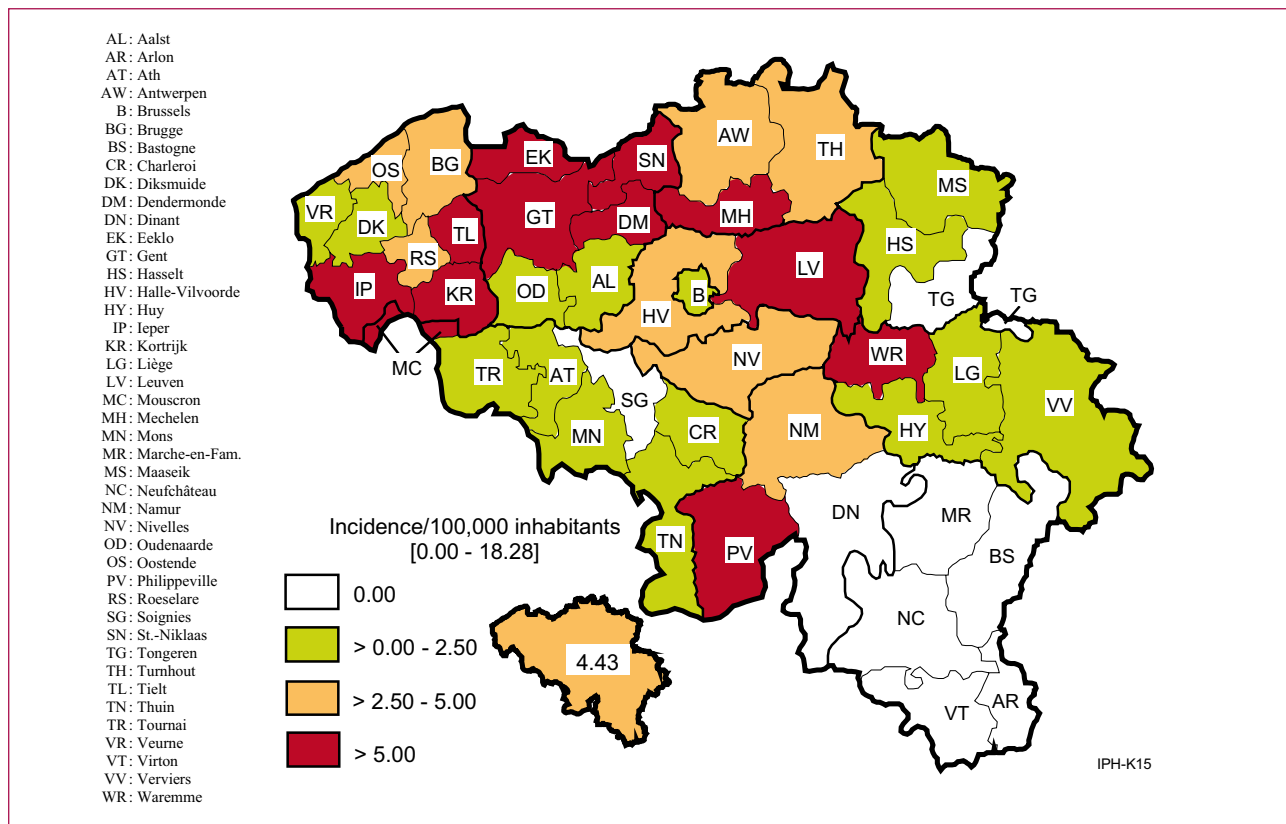 AL: Aalst
AR: Arlon
AT: Ath
AW: Antwerpen
B: Brussels
BG: Brugge
BS: Bastogne
CR: Charleroi
DK: Diksmuide
DM: Dendermonde
DN: Dinant
EK: Eeklo
GT: Gent
HS: Hasselt
HV: Halle-Vilvoorde
HY: Huy
IP: Ieper
KR: Kortrijk
LG: Liège
LV: Leuven
MC: Mouscron
MH: Mechelen
MN: Mons
MR: Marche-en-Fam.
MS: Maaseik
NC: Neufchâteau
NM: Namur
NV: Nivelles
OD: Oudenaarde
OS: Oostende
PV: Philippeville
RS: Roeselare
SG: Soignies
SN: St.-Niklaas
TG: Tongeren
TH: Turnhout
TL: Tielt
TN: Thuin
TR: Tournai
VR: Veurne
VT: Virton
VV: Verviers
WR: Waremme
AW
TH
SN
EK
BG
OS
MS
VR
DK
TL
GT
DM
MH
HS
RS
LV
IP
KR
OD
AL
B
TG
TG
HV
MC
NV
WR
TR
AT
SG
LG
VV
MN
CR
NM
HY
DN
MR
BS
TN
PV
NC
VT
AR
Incidence/100,000 inhabitants
[0.00 - 18.28]
0.00
> 0.00 - 2.50
> 2.50 - 5.00
> 5.00
4.43
IPH-K15